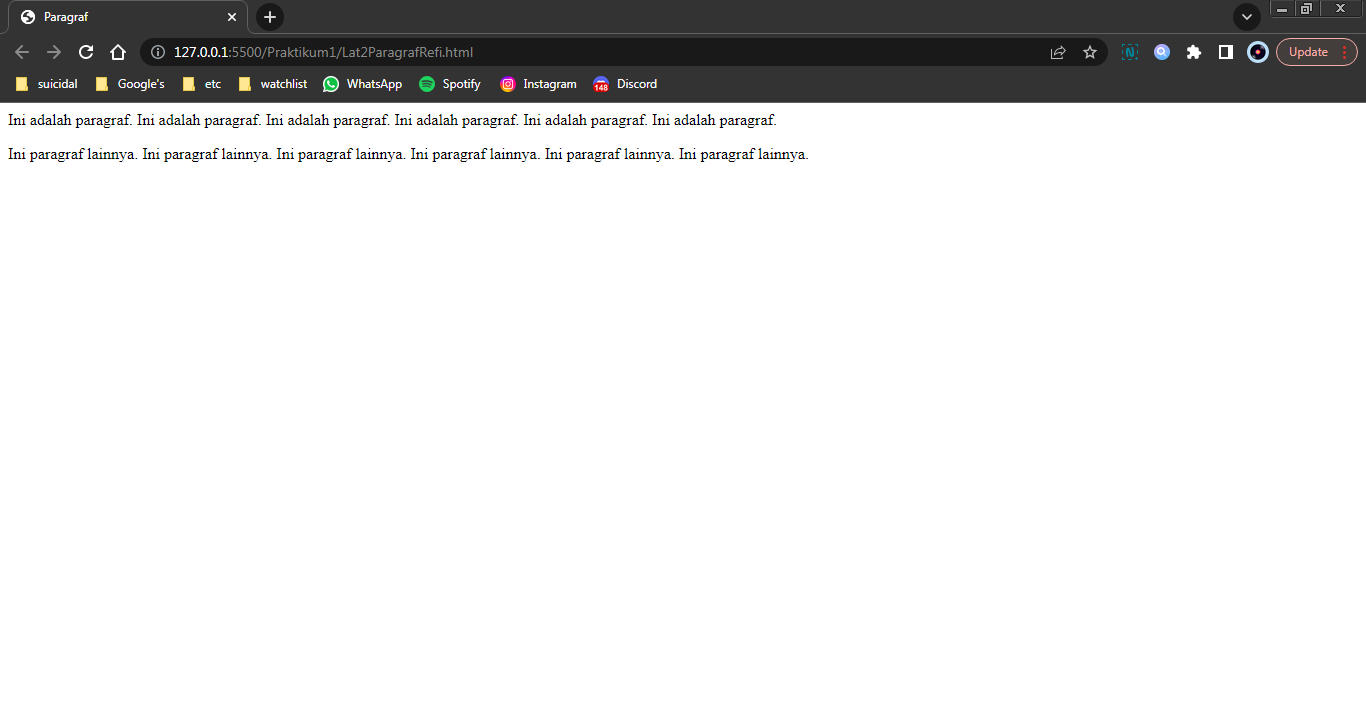 Paragraf
127.0.0.1:5500/Praktikum1/Lat2ParagrafRefi.html
N
Update
suicidal Google's etc watchlist WhatsApp Spotify Instagram 148 Discord
Ini adalah paragraf. Ini adalah paragraf. Ini adalah paragraf. Ini adalah paragraf. Ini adalah paragraf. Ini adalah paragraf.
Ini paragraf lainnya. Ini paragraf lainnya. Ini paragraf lainnya. Ini paragraf lainnya. Ini paragraf lainnya. Ini paragraf lainnya.